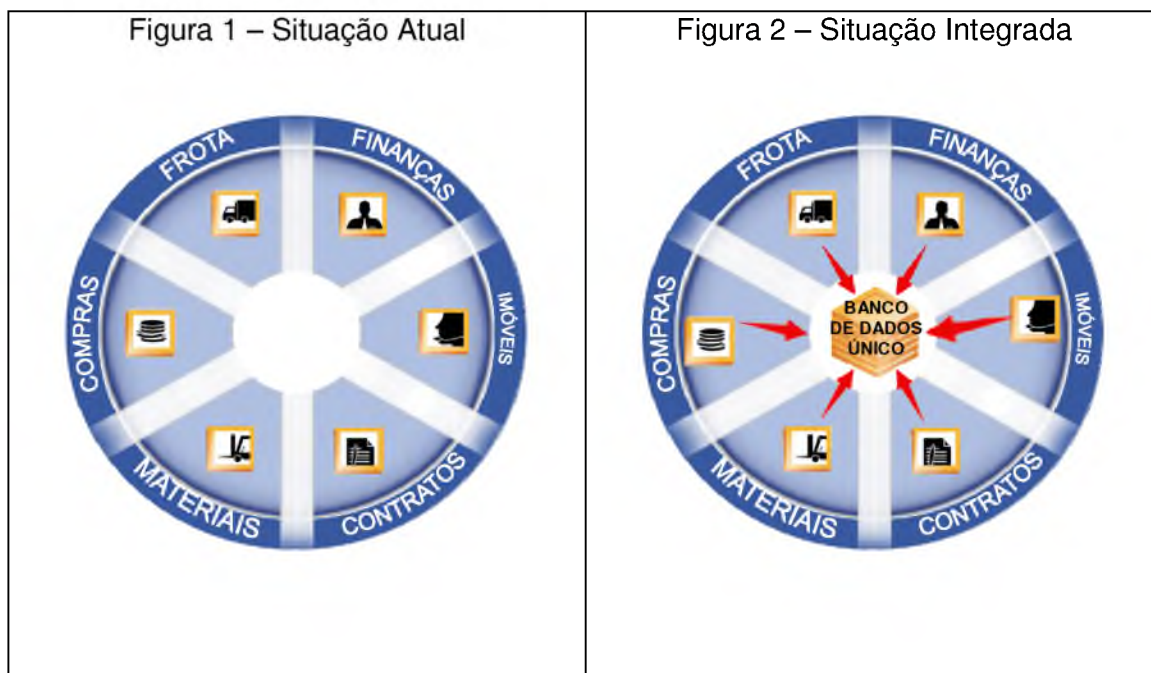 Figura 1 – Situação Atual
FROTA
FINANÇAS
COMPRAS
IMÓVEIS
MATERIAIS
CONTRATOS
Figura 2 – Situação Integrada
FROTA
FINANÇAS
COMPRAS
BANCO
DE DADOS
ÚNICO
IMÓVEIS
MATERIAIS
CONTRATOS